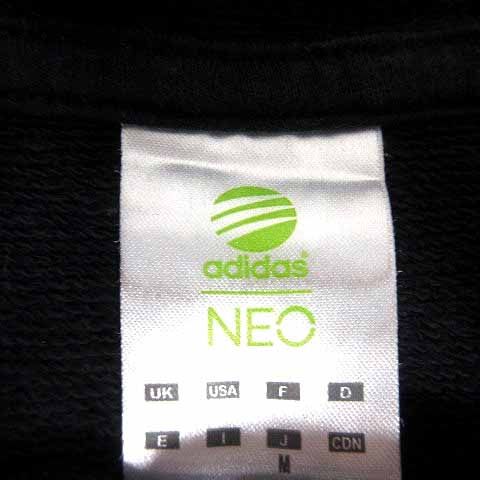 adidas
NEO
UK USA F D
E I J CDN
M